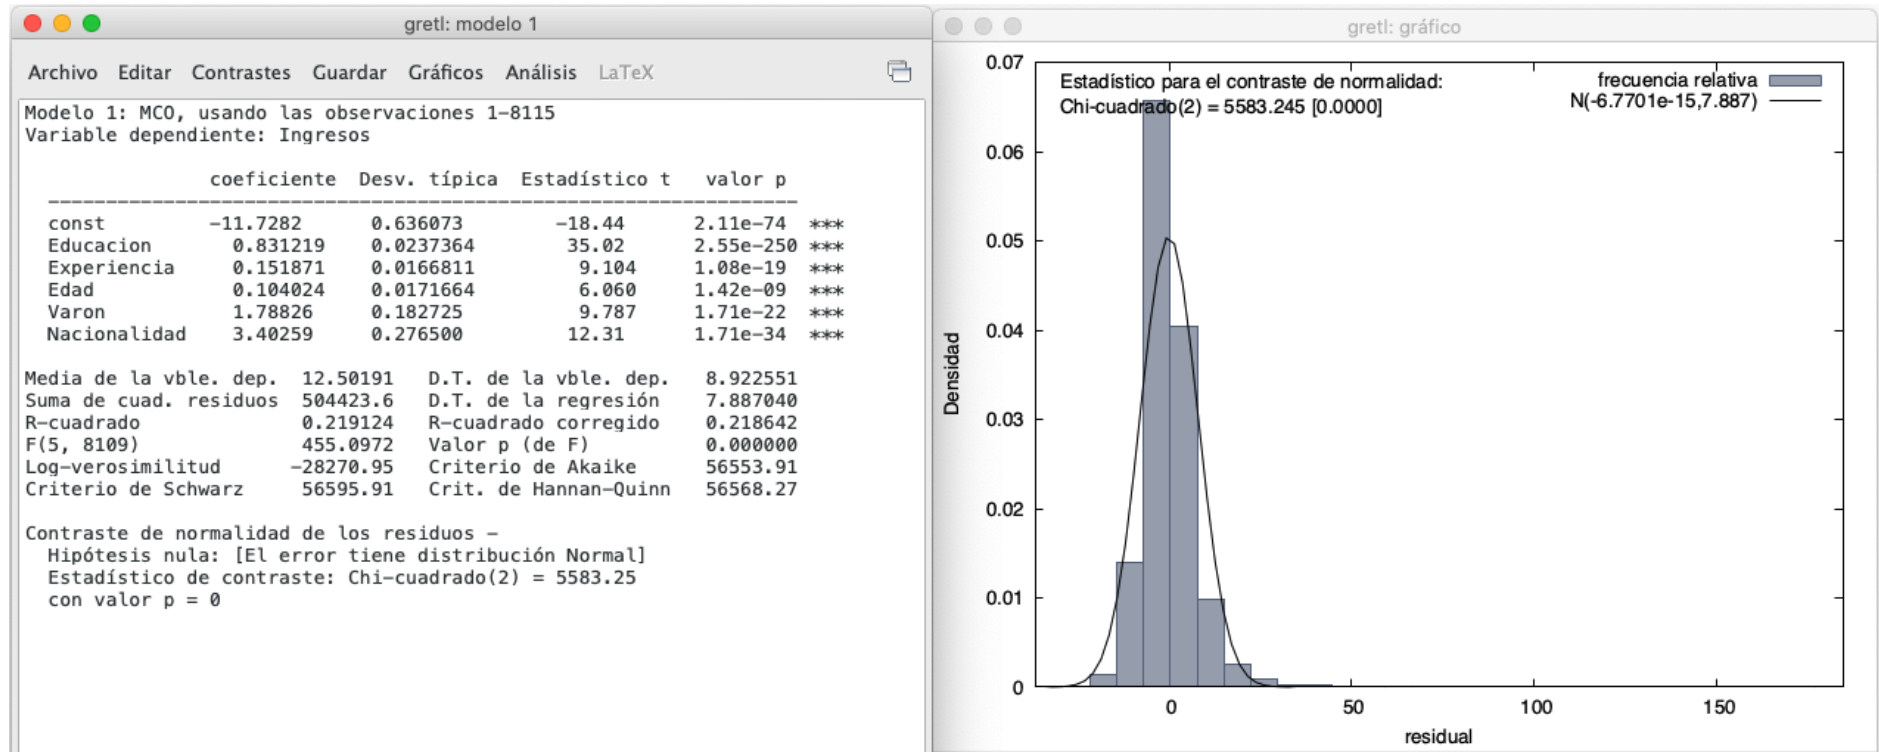 gretl: modelo 1
Archivo Editar Contrastes Guardar Gráficos Análisis LaTeX
Modelo 1: MCO, usando las observaciones 1-8115
Variable dependiente: Ingresos
coeficiente Desv. típica Estadístico t valor p
const -11.7282 0.636073 -18.44 2.11e-74 ***
Educacion 0.831219 0.0237364 35.02 2.55e-250 ***
Experiencia 0.151871 0.0166811 9.104 1.08e-19 ***
Edad 0.104024 0.0171664 6.060 1.42e-09 ***
Varon 1.78826 0.182725 9.787 1.71e-22 ***
Nacionalidad 3.40259 0.276500 12.31 1.71e-34 ***
Media de la vble. dep. 12.50191 D.T. de la vble. dep. 8.922551
Suma de cuad. residuos 504423.6 D.T. de la regresión 7.887040
R-cuadrado 0.219124 R-cuadrado corregido 0.218642
F(5, 8109) 455.0972 Valor p (de F) 0.000000
Log-verosimilitud -28270.95 Criterio de Akaike 56553.91
Criterio de Schwarz 56595.91 Crit. de Hannan-Quinn 56568.27
Contraste de normalidad de los residuos -
Hipótesis nula: [El error tiene distribución Normal]
Estadístico de contraste: Chi-cuadrado(2) = 5583.25
con valor p = 0
gretl: gráfico
Estadístico para el contraste de normalidad:
Chi-cuadrado(2) = 5583.245 [0.0000]
frecuencia relativa
N(-6.7701e-15,7.887)
0.07
0.06
0.05
0.04
0.03
0.02
0.01
0
Densidad
0 50 100 150
residual